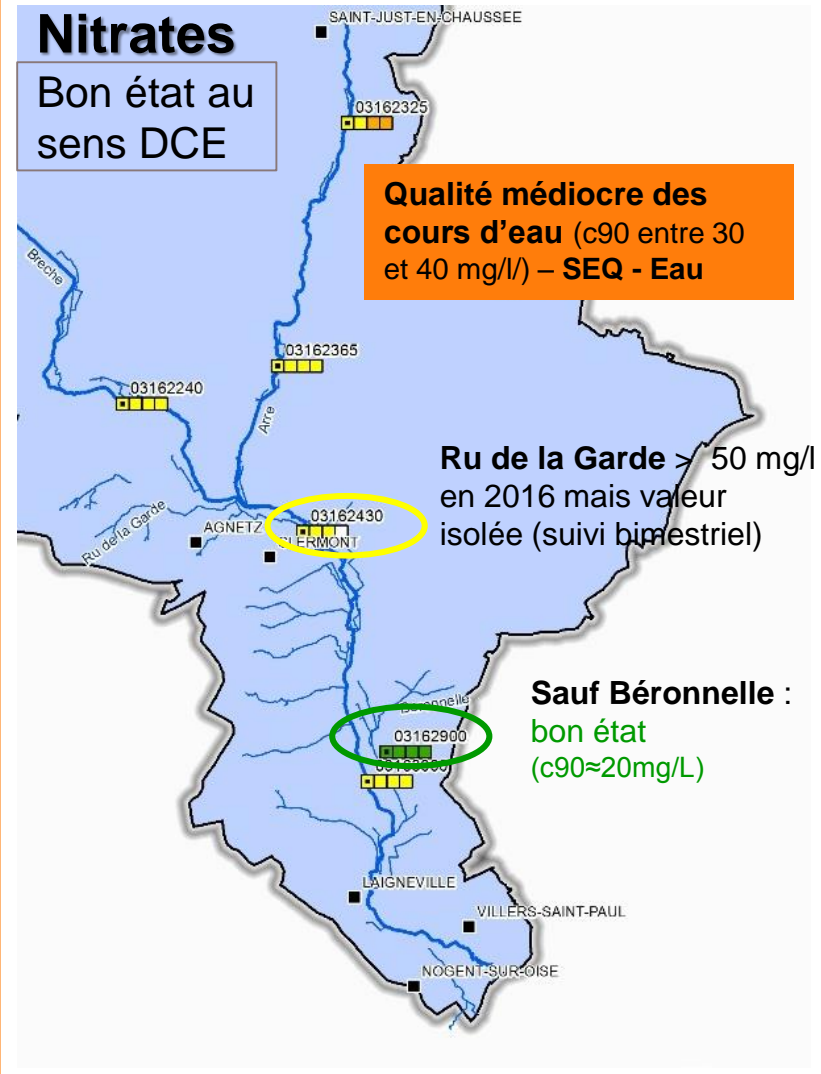 Nitrates
Bon état au
sens DCE
SAINT-JUST-EN-CHAUSSEE
03162325
Qualité médiocre des
cours d'eau (c90 entre 30
et 40 mg/l/) – SEQ - Eau
Breche
03162365
03162240
Arre
Ru de la Garde > 50 mg/l
en 2016 mais valeur
isolée (suivi bimestriel)
03162430
Ru de la Garde
AGNETZ
CLERMONT
Sauf Béronnelle :
bon état
(c90≈20mg/L)
Beronnelle
03162900
LAIGNEVILLE
VILLERS-SAINT-PAUL
NOGENT-SUR-OISE